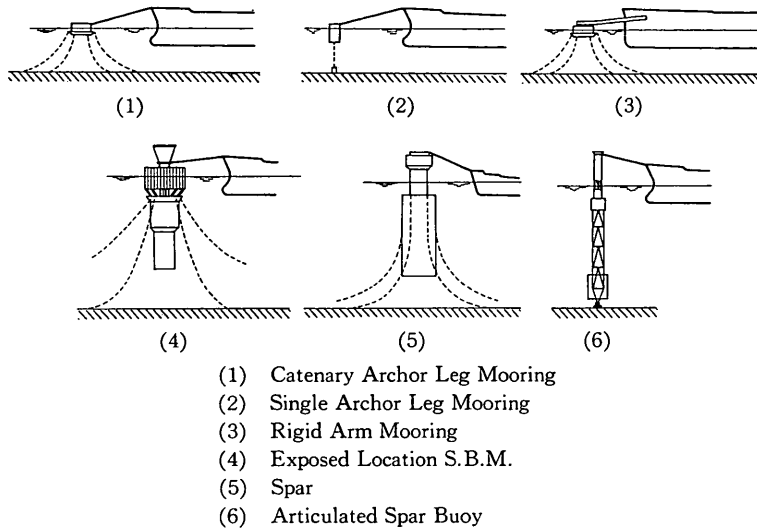 (1) (2) (3)
(4) (5) (6)
(1) Catenary Archor Leg Mooring
(2) Single Archor Leg Mooring
(3) Rigid Arm Mooring
(4) Exposed Location S.B.M.
(5) Spar
(6) Articulated Spar Buoy